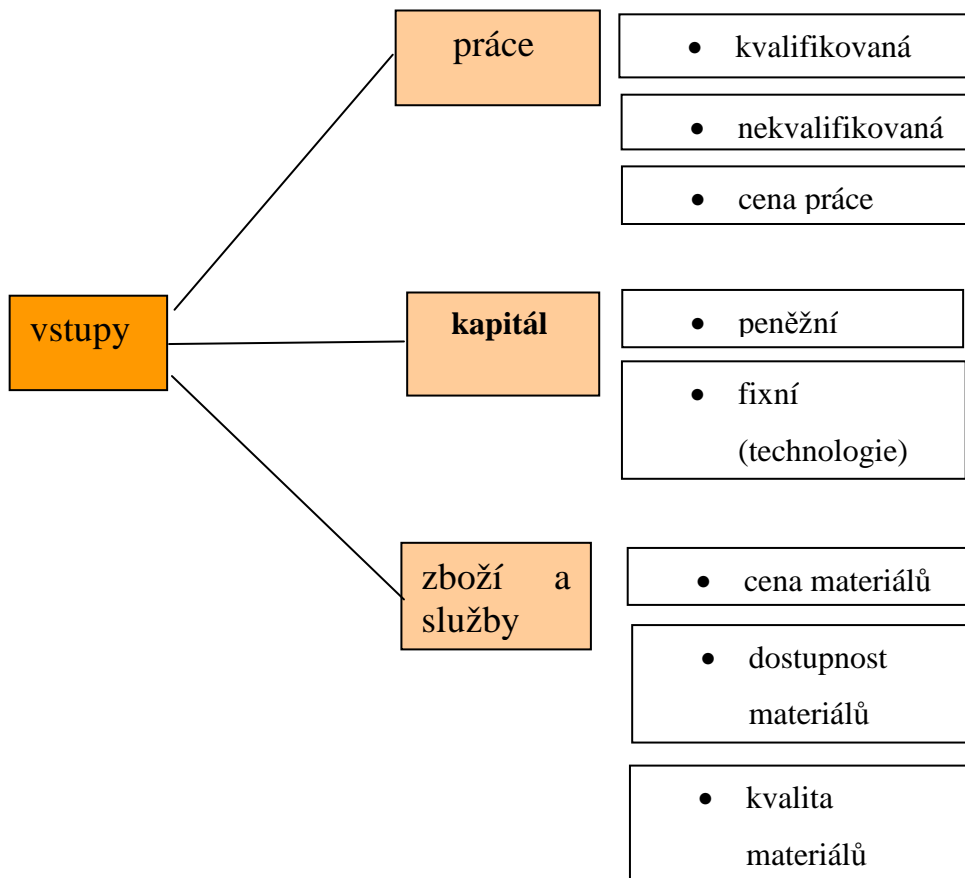 práce
• kvalifikovaná
• nekvalifikovaná
• cena práce
vstupy
kapitál
• peněžní
• fixní
(technologie)
zboží a
služby
• cena materiálů
• dostupnost
materiálů
• kvalita
materiálů